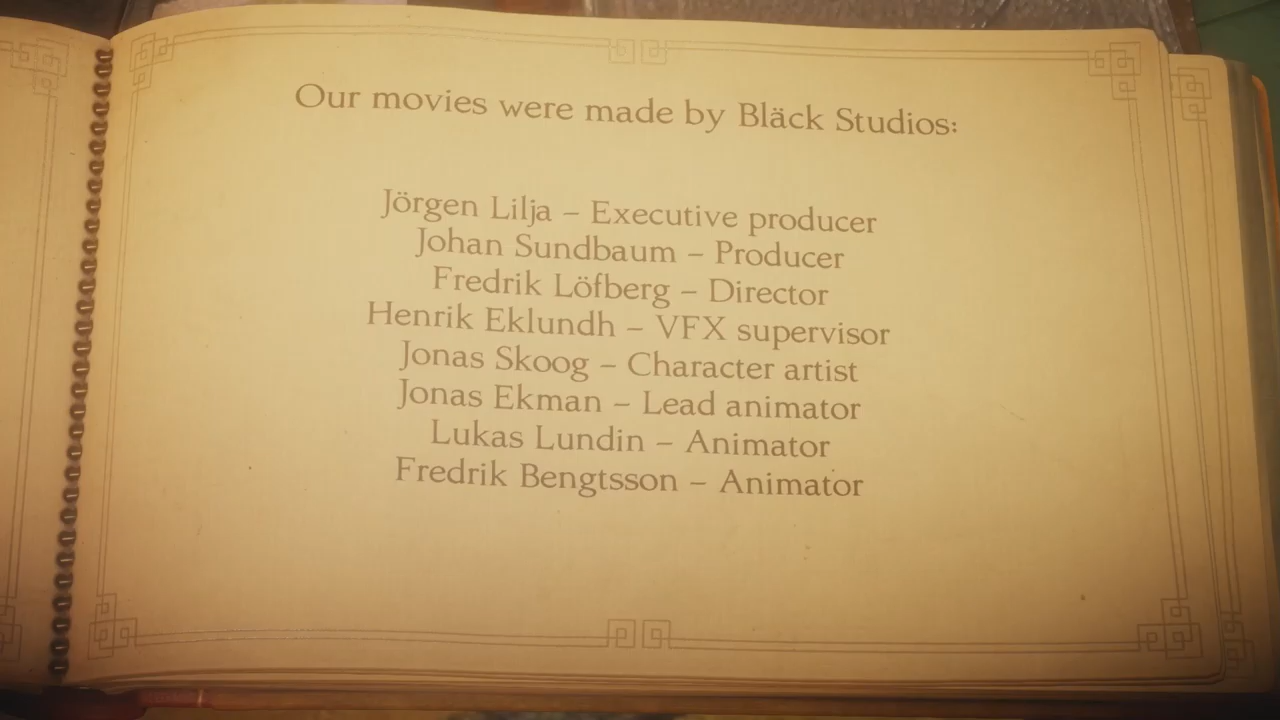 Our movies were made by Bläck Studios:
Jörgen Lilja – Executive producer
Johan Sundbaum – Producer
Fredrik Löfberg – Director
Henrik Eklundh – VFX supervisor
Jonas Skoog – Character artist
Jonas Ekman – Lead animator
Lukas Lundin – Animator
Fredrik Bengtsson – Animator